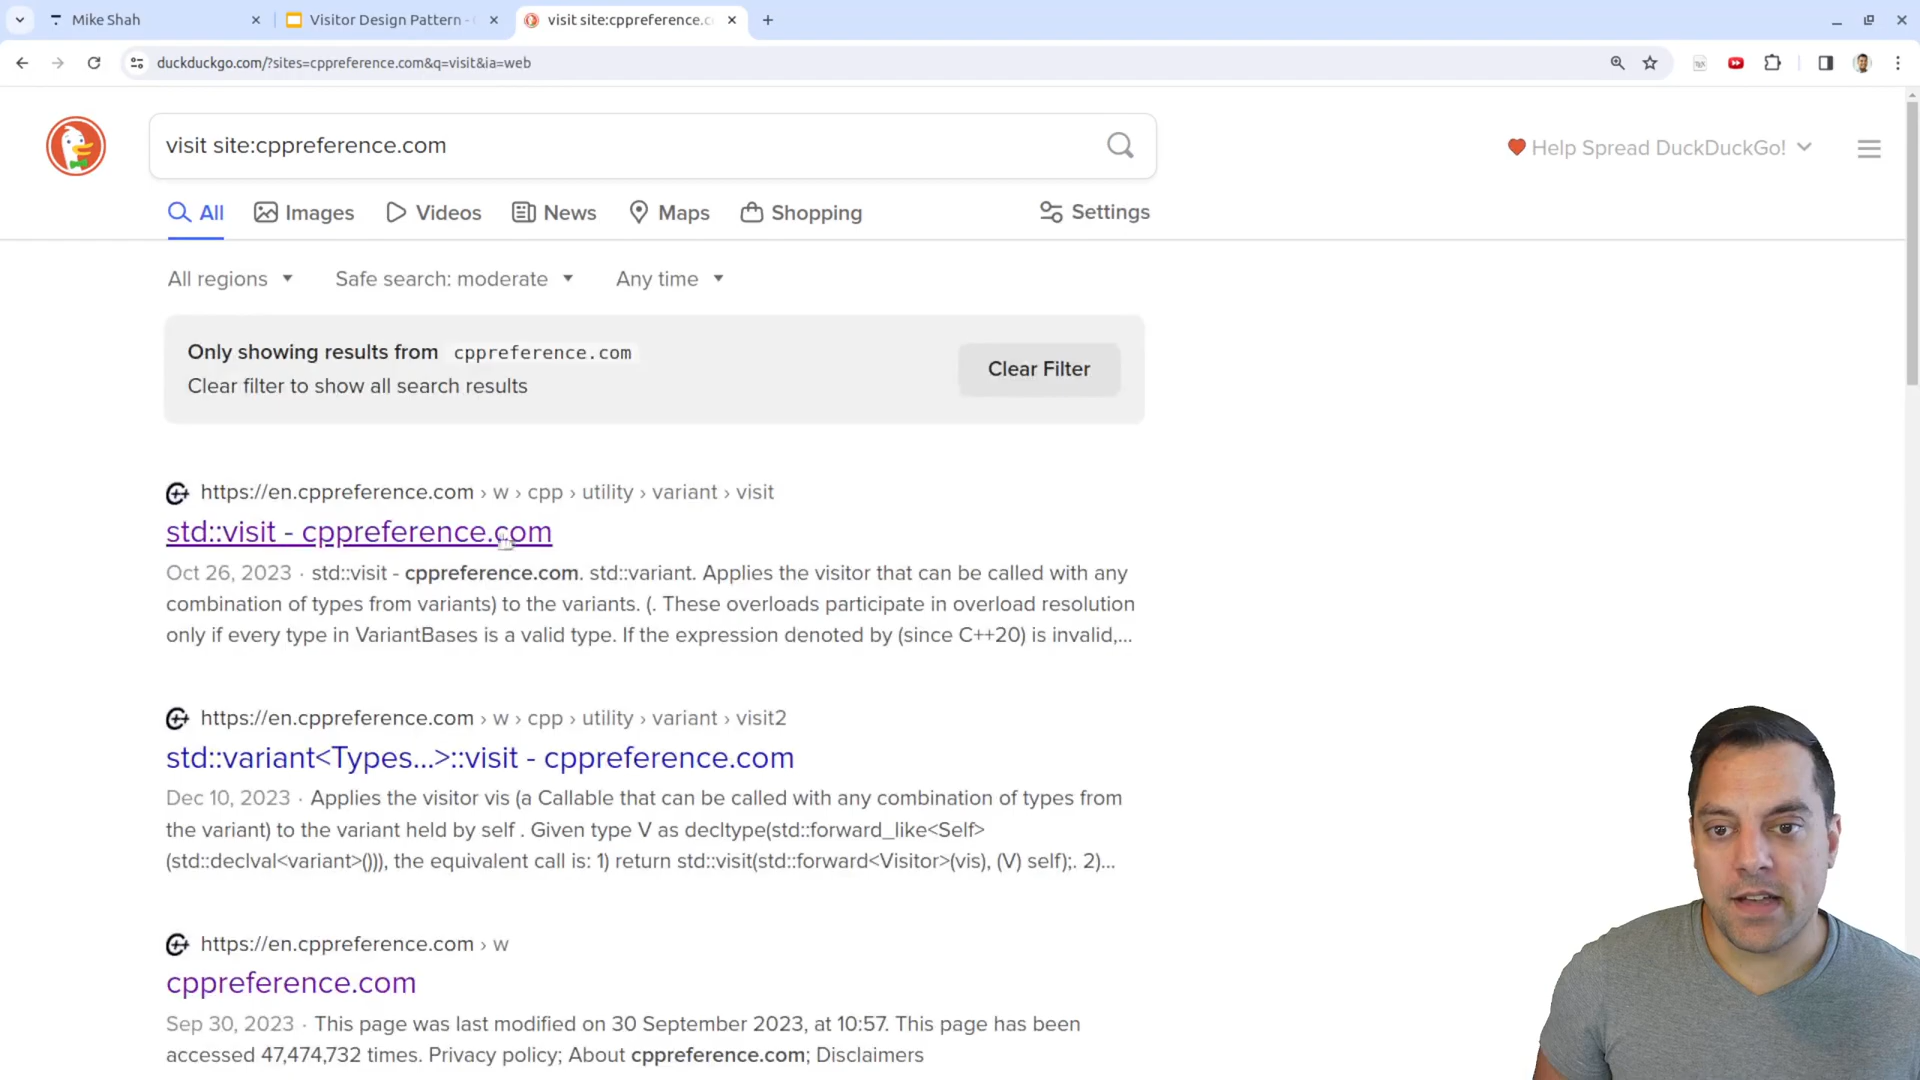 Mike Shah
Visitor Design Pattern -
visit site:cppreference.c
duckduckgo.com/?sites=cppreference.com&q=visit&ia=web
visit site:cppreference.com
Help Spread DuckDuckGo!
All
Images
Videos
News
Maps
Shopping
Settings
All regions
Safe search: moderate
Any time
Only showing results from cppreference.com
Clear filter to show all search results
Clear Filter
https://en.cppreference.com › w › cpp › utility › variant › visit
std::visit - cppreference.com
Oct 26, 2023 · std::visit - cppreference.com. std::variant. Applies the visitor that can be called with any
combination of types from variants) to the variants. (. These overloads participate in overload resolution
only if every type in VariantBases is a valid type. If the expression denoted by (since C++20) is invalid,...
https://en.cppreference.com › w › cpp › utility › variant › visit2
std::variant<Types...>::visit - cppreference.com
Dec 10, 2023 · Applies the visitor vis (a Callable that can be called with any combination of types from
the variant) to the variant held by self . Given type V as decltype(std::forward_like<Self>
(std::declval<variant>())), the equivalent call is: 1) return std::visit(std::forward<Visitor>(vis), (V) self);. 2)...
https://en.cppreference.com › w
cppreference.com
Sep 30, 2023 · This page was last modified on 30 September 2023, at 10:57. This page has been
accessed 47,474,732 times. Privacy policy; About cppreference.com; Disclaimers